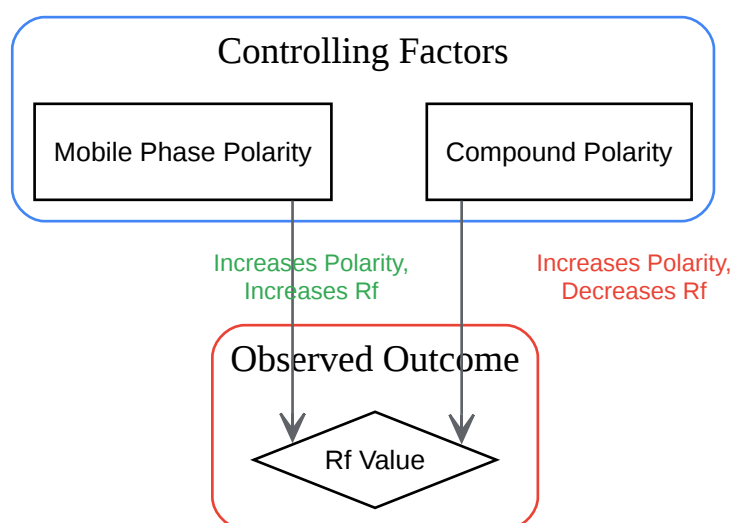 Controlling Factors
Mobile Phase Polarity
Compound Polarity
Increases Polarity,
Increases Rf
Increases Polarity,
Decreases Rf
Observed Outcome
Rf Value